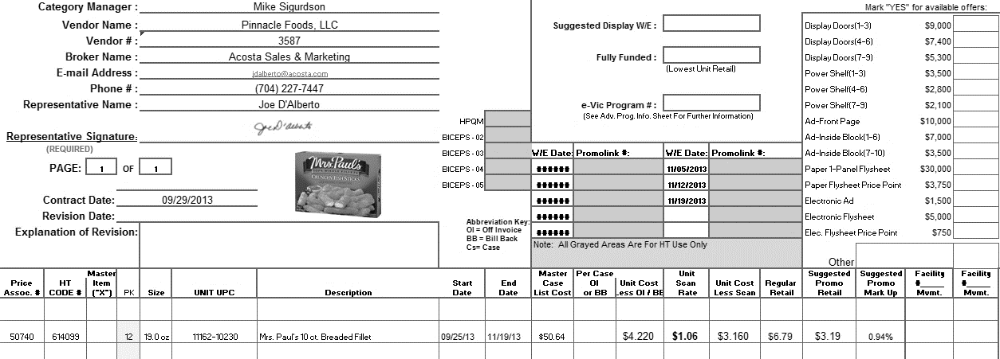 Category Manager : Mike Sigurdson
Vendor Name : Pinnacle Foods, LLC
Vendor # : 3587
Broker Name : Acosta Sales & Marketing
E-mail Address : jdalberto@acosta.com
Phone # : (704) 227-7447
Representative Name : Joe D'Alberto
Joe D'Alberto
Representative Signature:
(REQUIRED)
PAGE: 1 OF 1
Contract Date: 09/29/2013
Revision Date:
Explanation of Revision:
Mrs. Paul's
CRUNCHY FISH STICKS
HPQM
BICEPS - 02
BICEPS - 03
BICEPS - 04
BICEPS - 05
Abbreviation Key:
OI = Off Invoice
BB = Bill Back
Cs= Case
Suggested Display W/E :
Fully Funded :
(Lowest Unit Retail)
e-Vic Program # :
(See Adv. Prog. Info. Sheet For Further Information)
W/E Date: Promolink #: W/E Date: Promolink #:
###### 11/05/2013
###### 11/12/2013
###### 11/19/2013
######
######
Note: All Grayed Areas Are For HT Use Only
Mark "YES" for available offers:
Display Doors(1-3) $9,000
Display Doors(4-6) $7,400
Display Doors(7-9) $5,300
Power Shelf(1-3) $3,500
Power Shelf(4-6) $2,800
Power Shelf(7-9) $2,100
Ad-Front Page $10,000
Ad-Inside Block(1-6) $7,000
Ad-Inside Block(7-10) $3,500
Paper 1-Panel Flysheet $30,000
Paper Flysheet Price Point $3,750
Electronic Ad $1,500
Electronic Flysheet $5,000
Elec. Flysheet Price Point $750
Other
Price Assoc. # HT CODE # Master Item ("X") PK Size UNIT UPC Description Start Date End Date Master Case List Cost Per Case OI or BB Unit Cost Less OI / BB Unit Scan Rate Unit Cost Less Scan Regular Retail Suggested Promo Retail Suggested Promo Mark Up Facility #____ Mvmt. Facility #____ Mvmt.
50740 614099 12 19.0 oz 11162-10230 Mrs. Paul's 10 ct. Breaded Fillet 09/25/13 11/19/13 $50.64 $4.220 $1.06 $3.160 $6.79 $3.19 0.94%